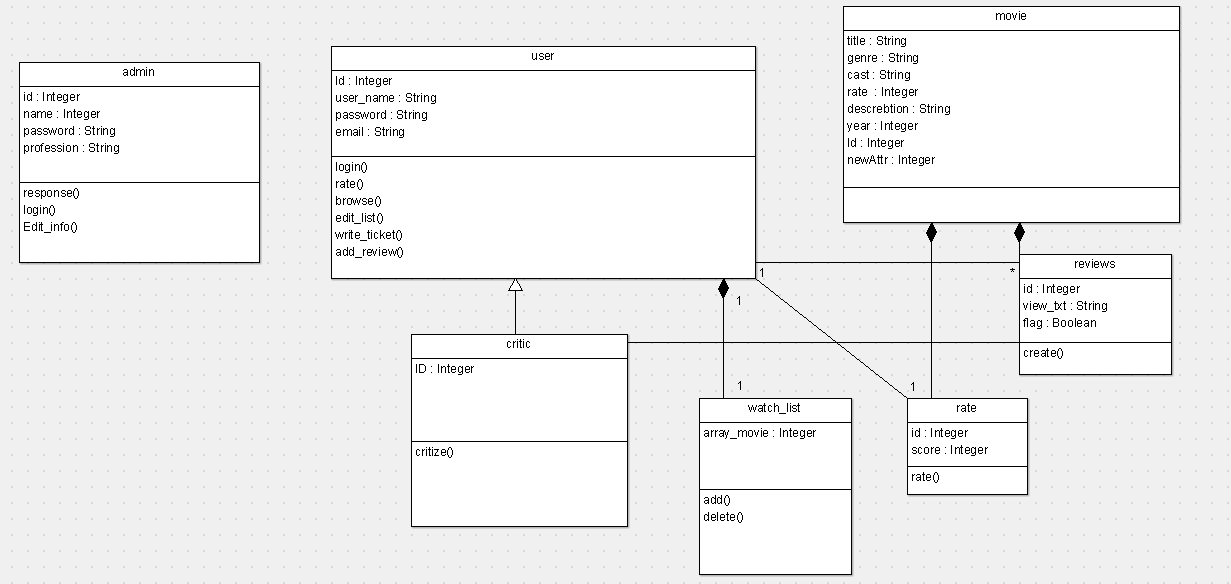 admin
id : Integer
name : Integer
password : String
profession : String
response()
login()
Edit_info()
user
Id : Integer
user_name : String
password : String
email : String
login()
rate()
browse()
edit_list()
write_ticket()
add_review()
movie
title : String
genre : String
cast : String
rate : Integer
descrebtion : String
year : Integer
Id : Integer
newAttr : Integer
1
*
reviews
id : Integer
view_txt : String
flag : Boolean
create()
1
1
1
critic
ID : Integer
critize()
watch_list
array_movie : Integer
add()
delete()
rate
id : Integer
score : Integer
rate()